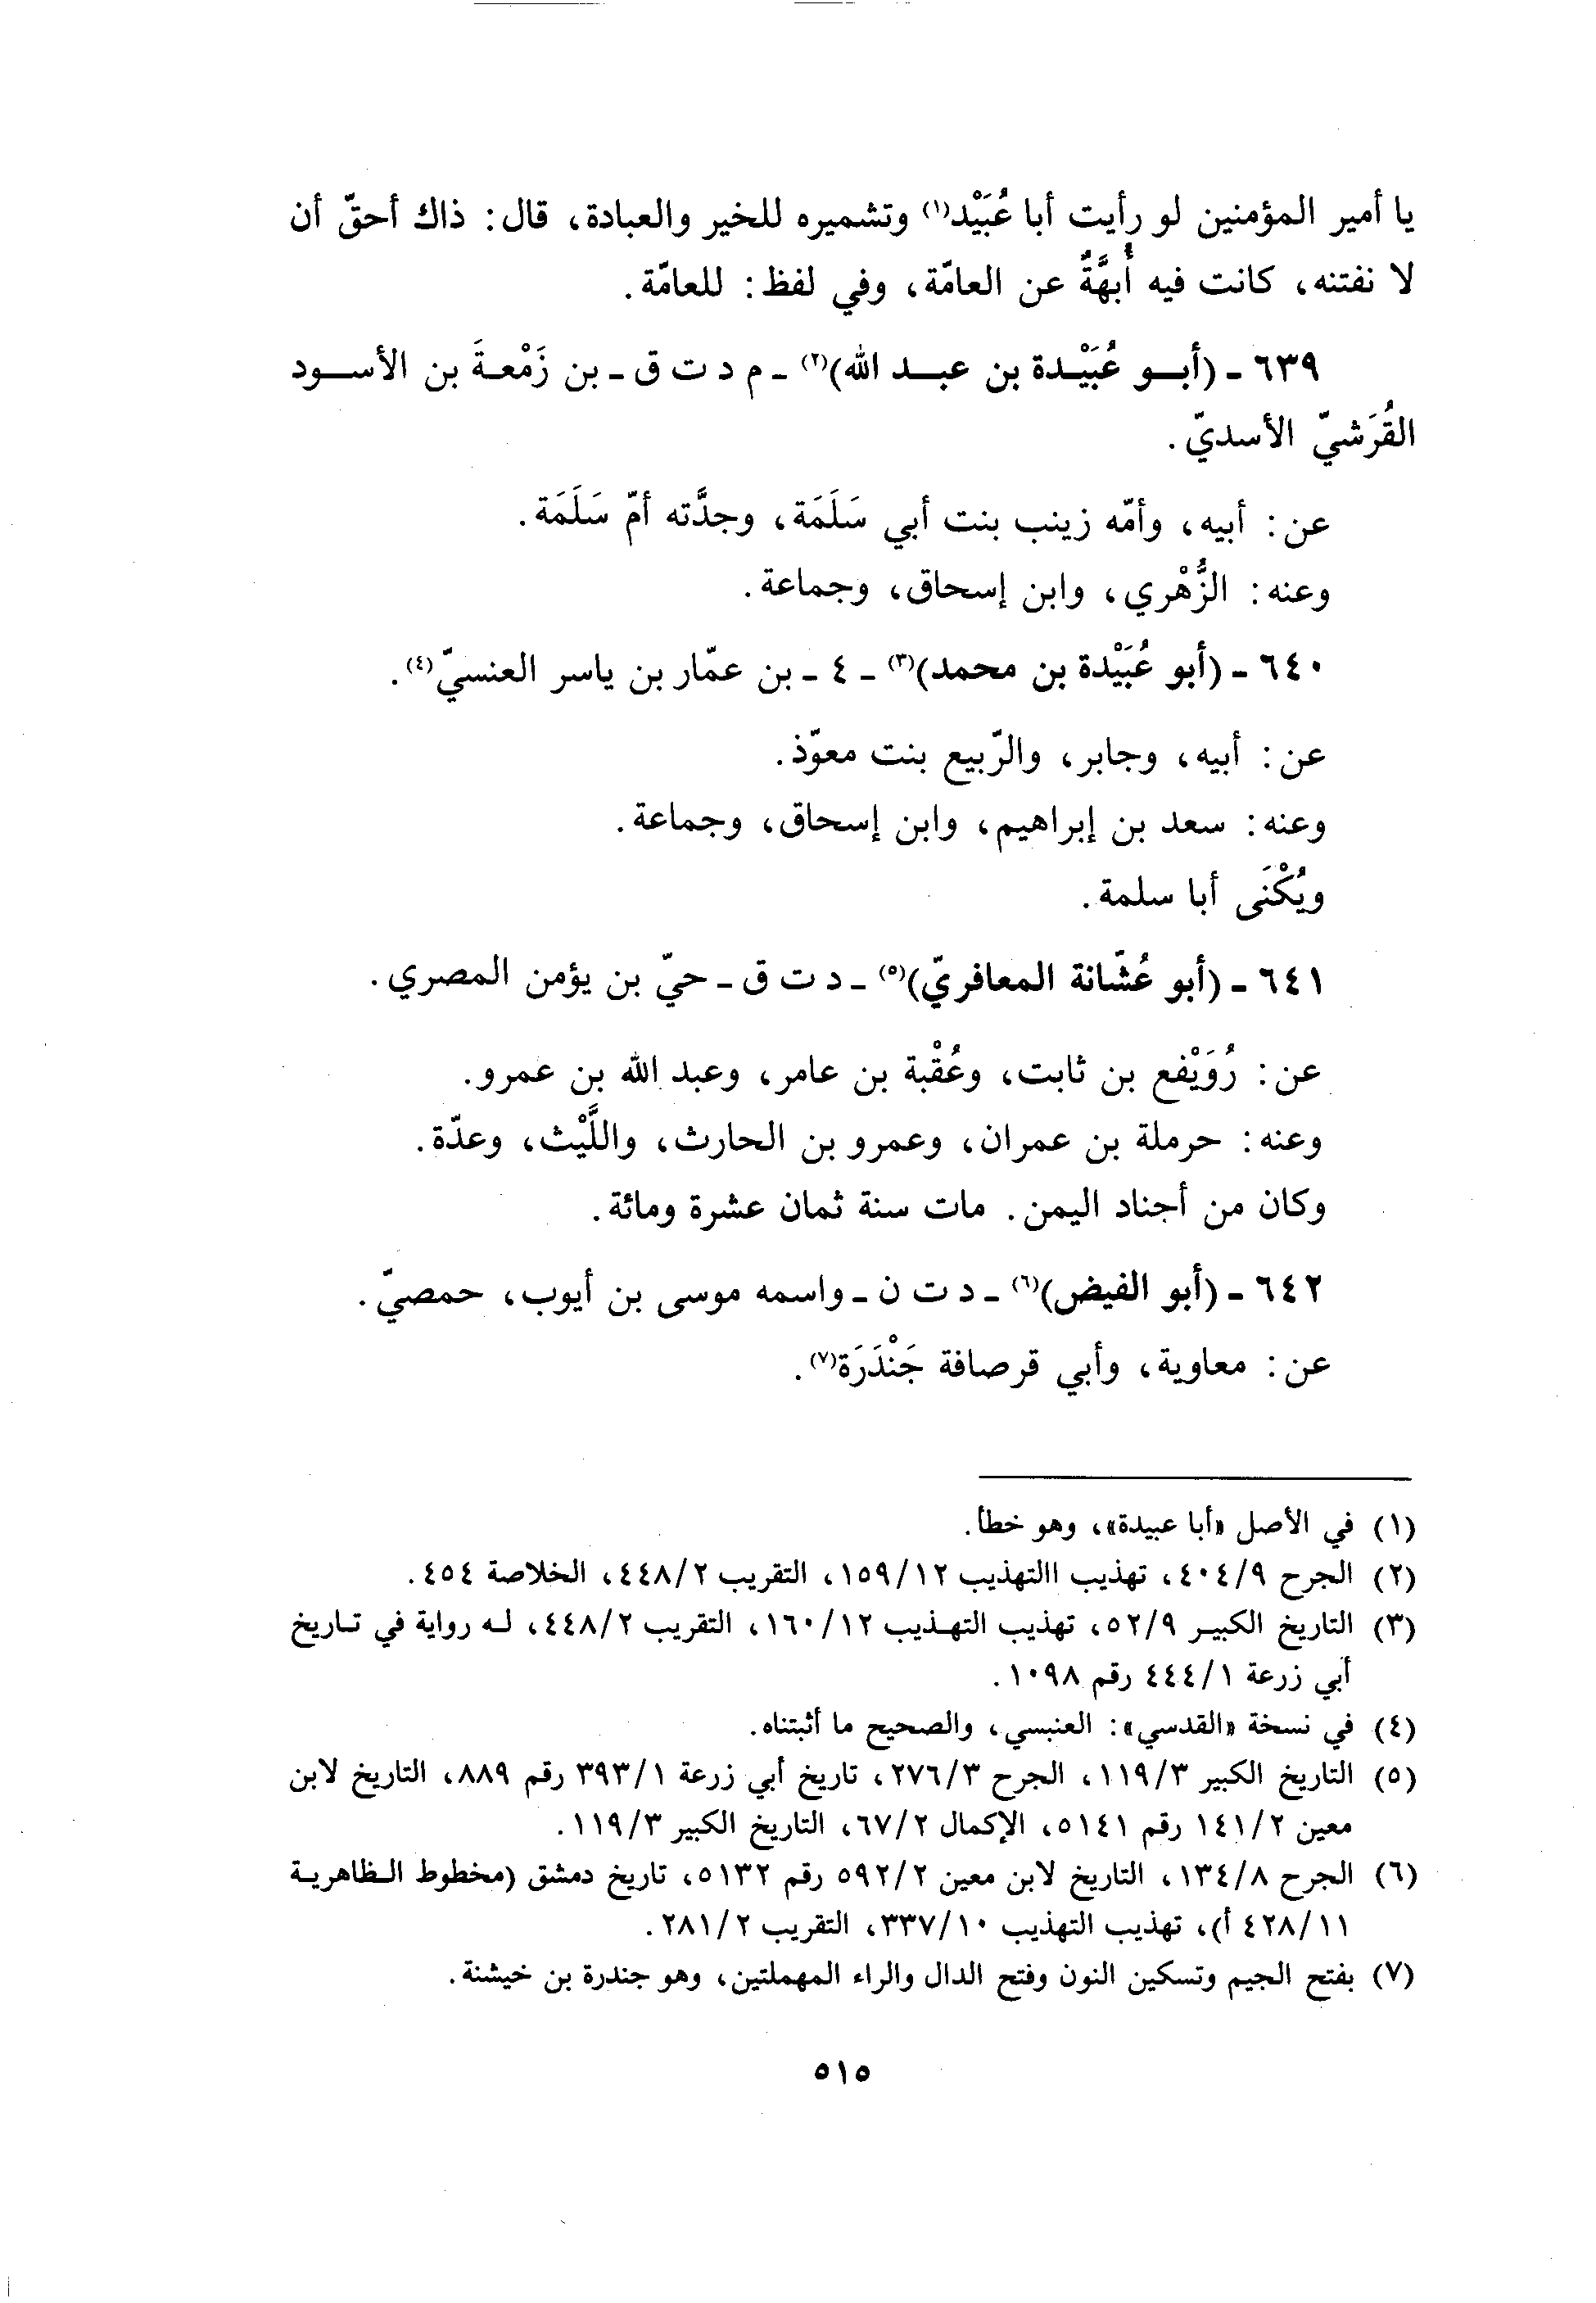 يا أمير المؤمنين لو رأيت أبا عُبَيْد(١) وتشميره للخير والعبادة، قال: ذاك أحقّ أن
لا نفتنه، كانت فيه أُبهَّةٌ عن العامّة، وفي لفظ: للعامّة.
٦٣٩ - (أبو عُبَيْدة بن عبد الله)(٢) - م د ت ق - بن زَمْعةَ بن الأسود
القُرَشيّ الأسديّ.
عن: أبيه، وأمّه زينب بنت أبي سَلَمَة، وجدَّته أمّ سَلَمَة.
وعنه: الزُّهْري، وابن إسحاق، وجماعة.
٦٤٠ - (أبو عُبَيْدة بن محمد)(٣) - ٤ - بن عمّار بن ياسر العنسيّ(٤).
عن: أبيه، وجابر، والرّبيع بنت معوّذ.
وعنه: سعد بن إبراهيم، وابن إسحاق، وجماعة.
ويُكْنَى أبا سلمة.
٦٤١ - (أبو عُشّانة المعافريّ)(٥) - د ت ق - حيّ بن يؤمن المصري.
عن: رُوَيْفع بن ثابت، وعُقْبة بن عامر، وعبد الله بن عمرو.
وعنه: حرملة بن عمران، وعمرو بن الحارث، واللَّيْث، وعدّة.
وكان من أجناد اليمن. مات سنة ثمان عشرة ومائة.
٦٤٢ - (أبو الفيض)(٦) - د ت ن - واسمه موسى بن أيوب، حمصيّ.
عن: معاوية، وأبي قرصافة جَنْدَرَة(٧).
(١) في الأصل «أبا عبيدة»، وهو خطأ.
(٢) الجرح ٤٠٤/٩، تهذيب االتهذيب ١٥٩/١٢، التقريب ٤٤٨/٢، الخلاصة ٤٥٤.
(٣) التاريخ الكبير ٥٢/٩، تهذيب التهذيب ١٦٠/١٢، التقريب ٤٤٨/٢، له رواية في تاريخ
أبي زرعة ٤٤٤/١ رقم ١٠٩٨.
(٤) في نسخة «القدسي»: العنبسي، والصحيح ما أثبتناه.
(٥) التاريخ الكبير ١١٩/٣، الجرح ٢٧٦/٣، تاريخ أبي زرعة ٣٩٣/١ رقم ٨٨٩، التاريخ لابن
معين ١٤١/٢ رقم ٥١٤١، الإكمال ٦٧/٢، التاريخ الكبير ١١٩/٣.
(٦) الجرح ١٣٤/٨، التاريخ لابن معين ٥٩٢/٢ رقم ٥١٣٢، تاريخ دمشق (مخطوط الظاهرية
٤٢٨/١١ أ)، تهذيب التهذيب ٣٣٧/١٠، التقريب ٢٨١/٢.
(٧) بفتح الجيم وتسكين النون وفتح الدال والراء المهملتين، وهو جندرة بن خيشنة.
٥١٥